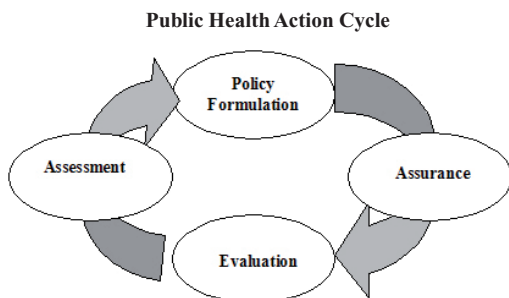 Public Health Action Cycle
Policy
Formulation
Assessment
Assurance
Evaluation